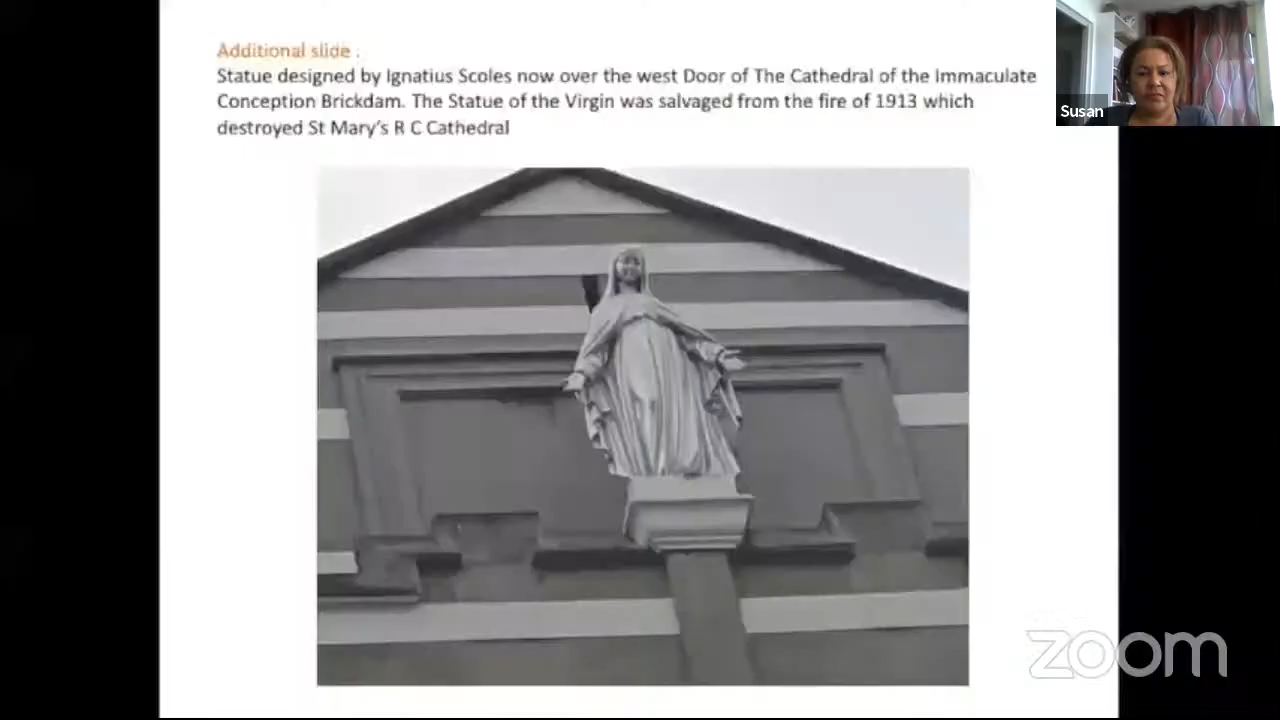 Additional slide :
Statue designed by Ignatius Scoles now over the west Door of The Cathedral of the Immaculate
Conception Brickdam. The Statue of the Virgin was salvaged from the fire of 1913 which
destroyed St Mary's R C Cathedral
Susan
zoom